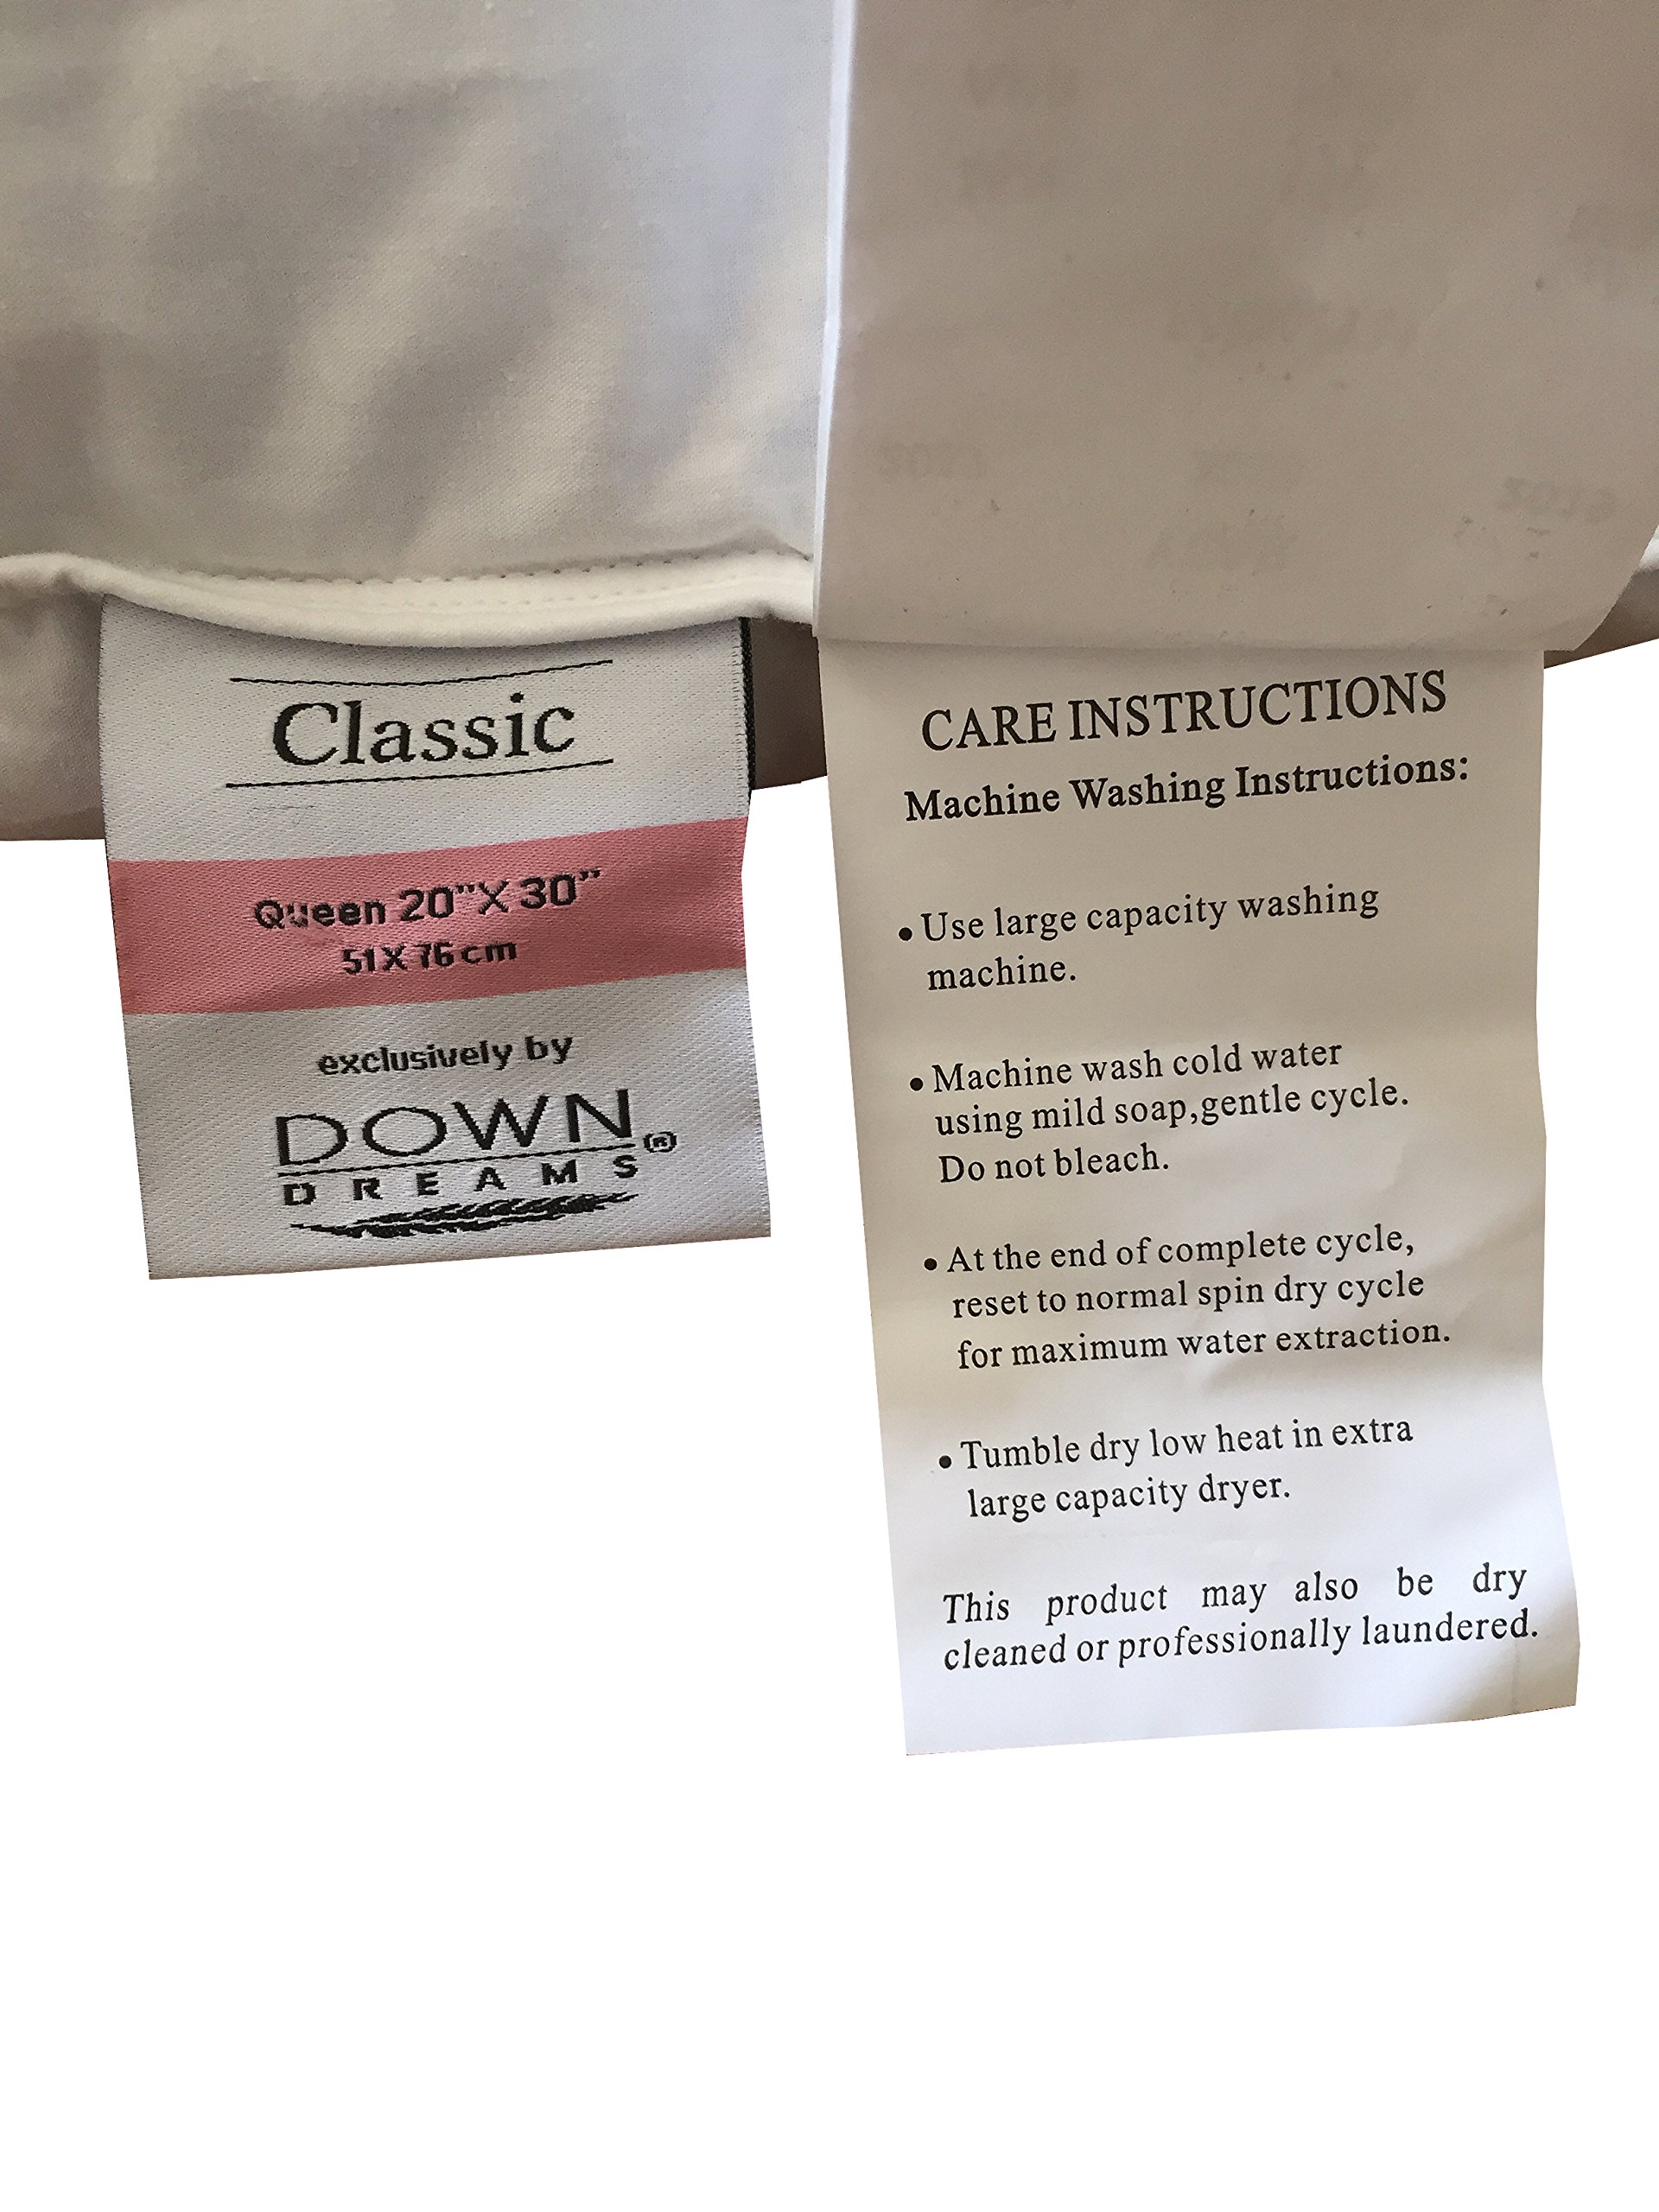 Classic
Queen 20"X 30"
51X 76 cm
exclusively by
DOWN
DREAMS
(R)
CARE INSTRUCTIONS
Machine Washing Instructions:
• Use large capacity washing
machine.
• Machine wash cold water
using mild soap,gentle cycle.
Do not bleach.
• At the end of complete cycle,
reset to normal spin dry cycle
for maximum water extraction.
• Tumble dry low heat in extra
large capacity dryer.
This product may also be dry
cleaned or professionally laundered.